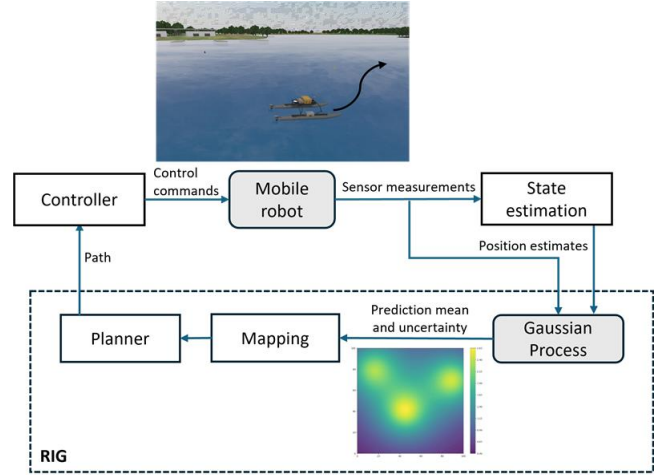 Control
commands
Controller
Mobile
robot
Sensor measurements
State
estimation
Position estimates
Path
Planner
Mapping
Prediction mean
and uncertainty
Gaussian
Process
RIG